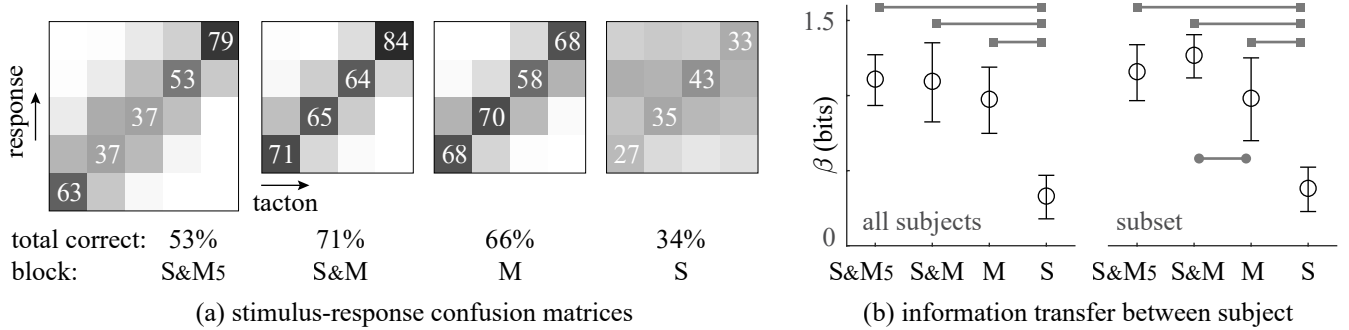 response
79
53
37
37
63
84
64
65
71
tacton
68
58
70
68
33
43
35
27
total correct: 53% 71% 66% 34%
block: S&M5 S&M M S
(a) stimulus-response confusion matrices
1.5
β (bits)
0
all subjects
subset
S&M5 S&M M S
S&M5 S&M M S
(b) information transfer between subject